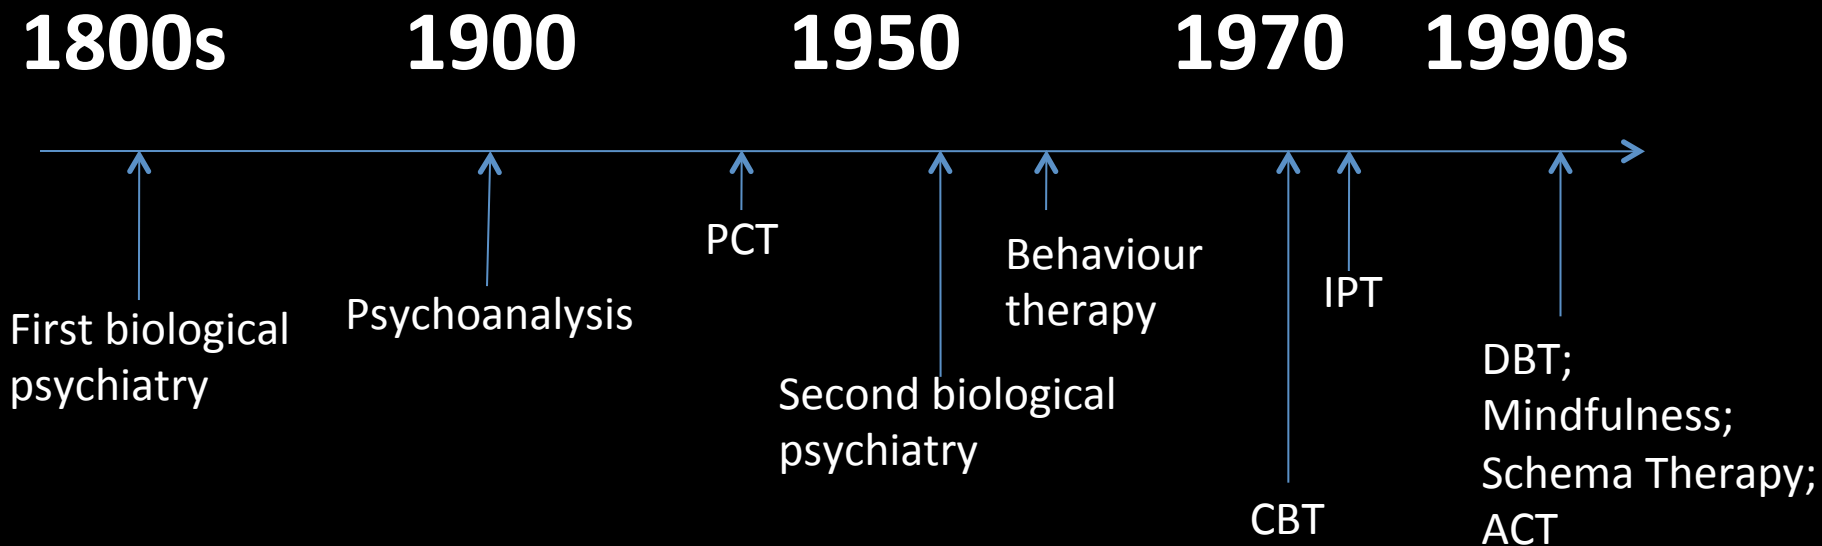 1800s 1900 1950 1970 1990s
First biological
psychiatry
Psychoanalysis
PCT
Second biological
psychiatry
Behaviour
therapy
CBT
IPT
DBT;
Mindfulness;
Schema Therapy;
ACT